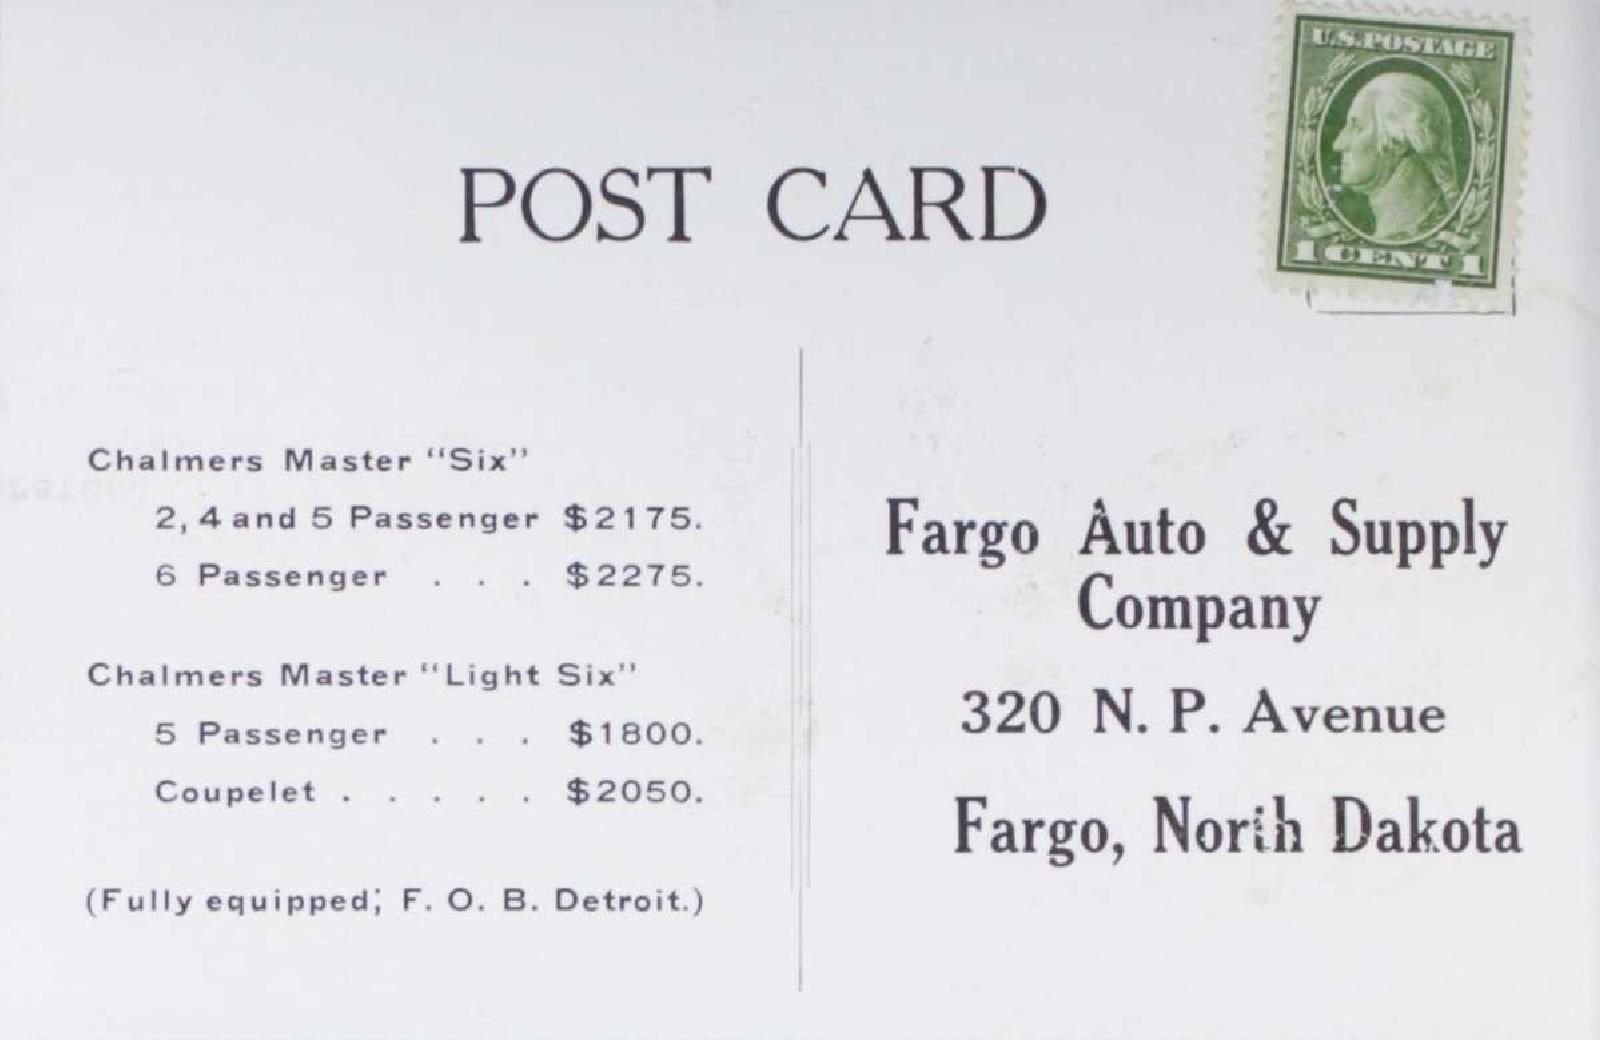 U.S.POSTAGE
1 CENT 1
POST CARD
Chalmers Master “Six”
2, 4 and 5 Passenger $2175.
6 Passenger . . . $2275.
Chalmers Master “Light Six”
5 Passenger . . . $1800.
Coupelet . . . . . $2050.
(Fully equipped; F. O. B. Detroit.)
Fargo Auto & Supply
Company
320 N. P. Avenue
Fargo, North Dakota